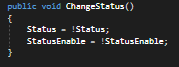 public void ChangeStatus()
{
    Status = !Status;
    StatusEnable = !StatusEnable;
}